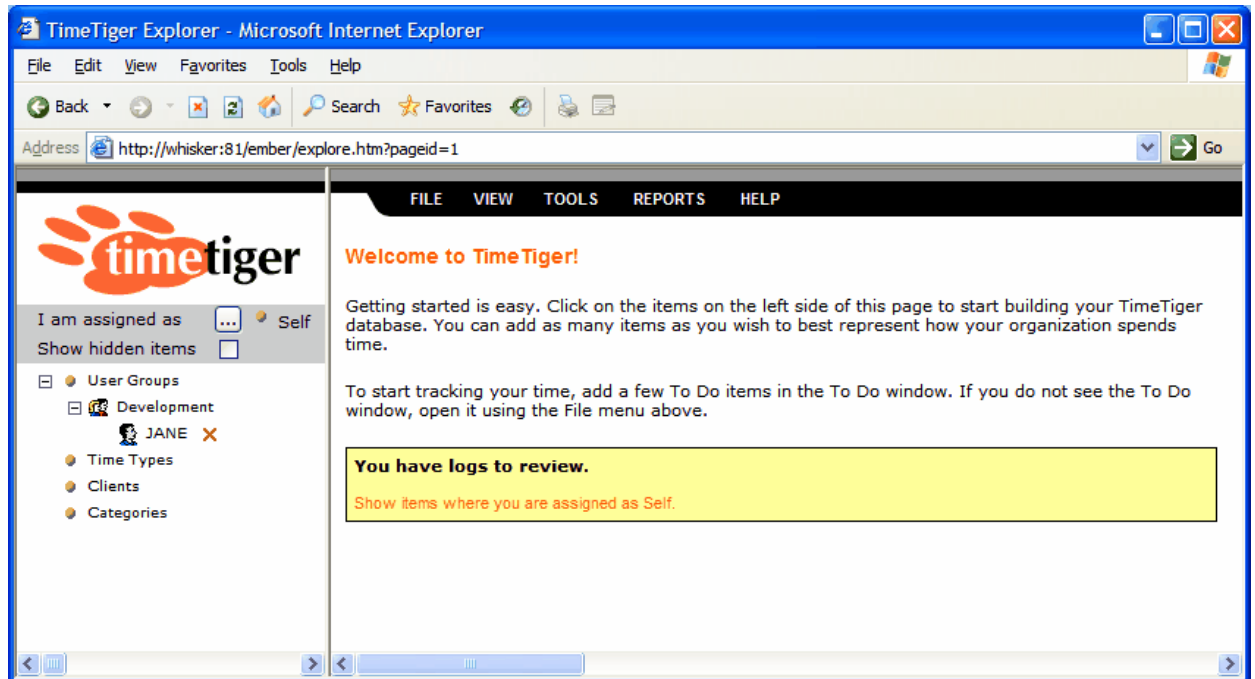 TimeTiger Explorer - Microsoft Internet Explorer
File Edit View Favorites Tools Help
Back Search Favorites
Address http://whisker:81/ember/explore.htm?pageid=1 Go
FILE VIEW TOOLS REPORTS HELP
timetiger
I am assigned as ... Self
Show hidden items
User Groups
Development
JANE
Time Types
Clients
Categories
Welcome to TimeTiger!
Getting started is easy. Click on the items on the left side of this page to start building your TimeTiger
database. You can add as many items as you wish to best represent how your organization spends
time.
To start tracking your time, add a few To Do items in the To Do window. If you do not see the To Do
window, open it using the File menu above.
You have logs to review.
Show items where you are assigned as Self.